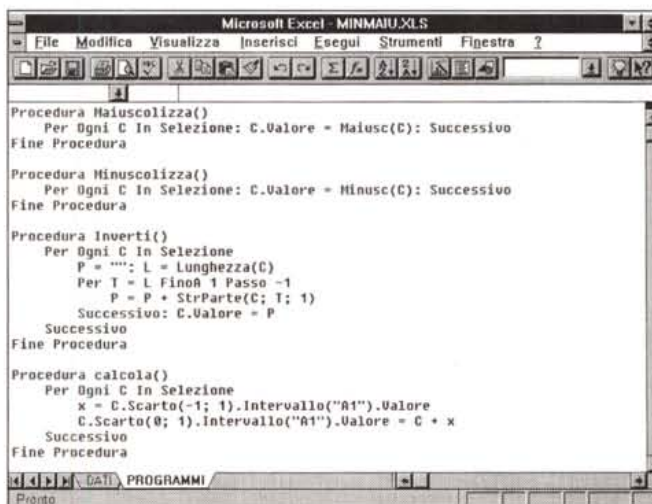 Microsoft Excel - MINMAIU.XLS
File Modifica Visualizza Inserisci Esegui Strumenti Finestra ?
Procedura Maiuscolizza()
Per Ogni C In Selezione: C.Valore = Maiusc(C): Successivo
Fine Procedura
Procedura Minuscolizza()
Per Ogni C In Selezione: C.Valore = Minusc(C): Successivo
Fine Procedura
Procedura Inverti()
Per Ogni C In Selezione
P = "": L = Lunghezza(C)
Per T = L FinoA 1 Passo -1
P = P + StrParte(C; T; 1)
Successivo: C.Valore = P
Successivo
Fine Procedura
Procedura calcola()
Per Ogni C In Selezione
x = C.Scarto(-1; 1).Intervallo("A1").Valore
C.Scarto(0; 1).Intervallo("A1").Valore = C + x
Successivo
Fine Procedura
DATI PROGRAMMI
Pronto